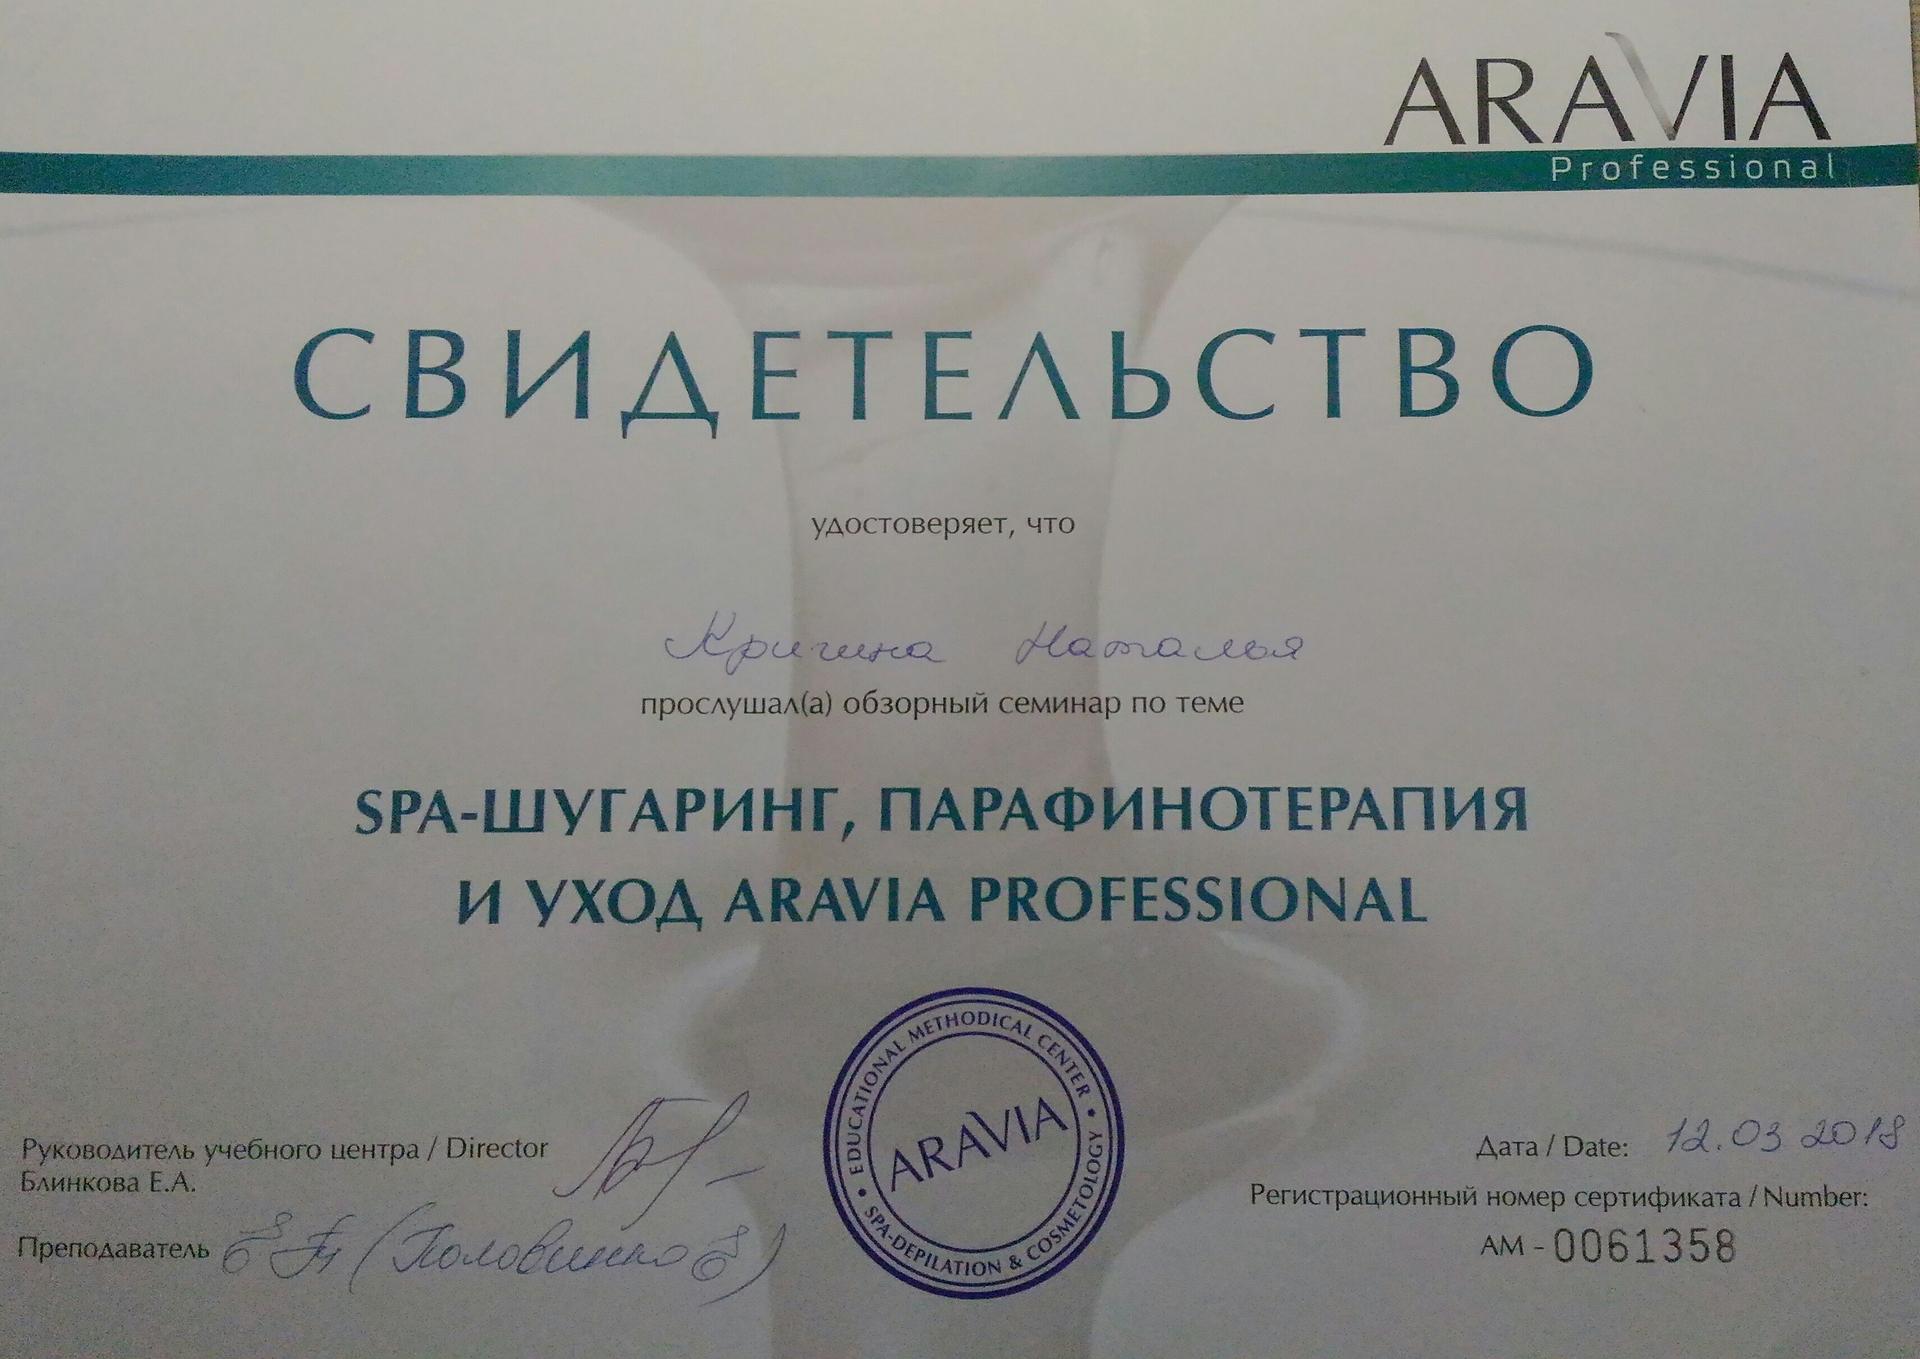 ARAVIA
Professional
СВИДЕТЕЛЬСТВО
удостоверяет, что
Кричина Наталья
прослушал(а) обзорный семинар по теме
SPA-ШУГАРИНГ, ПАРАФИНОТЕРАПИЯ
И УХОД ARAVIA PROFESSIONAL
EDUCATIONAL METHODICAL CENTER
ARAVIA
SPA-DEPILATION & COSMETOLOGY
Руководитель учебного центра / Director
Блинкова Е.А.
Преподаватель (Половинко
Дата / Date: 12.03 2018
Регистрационный номер сертификата / Number:
АМ - 0061358